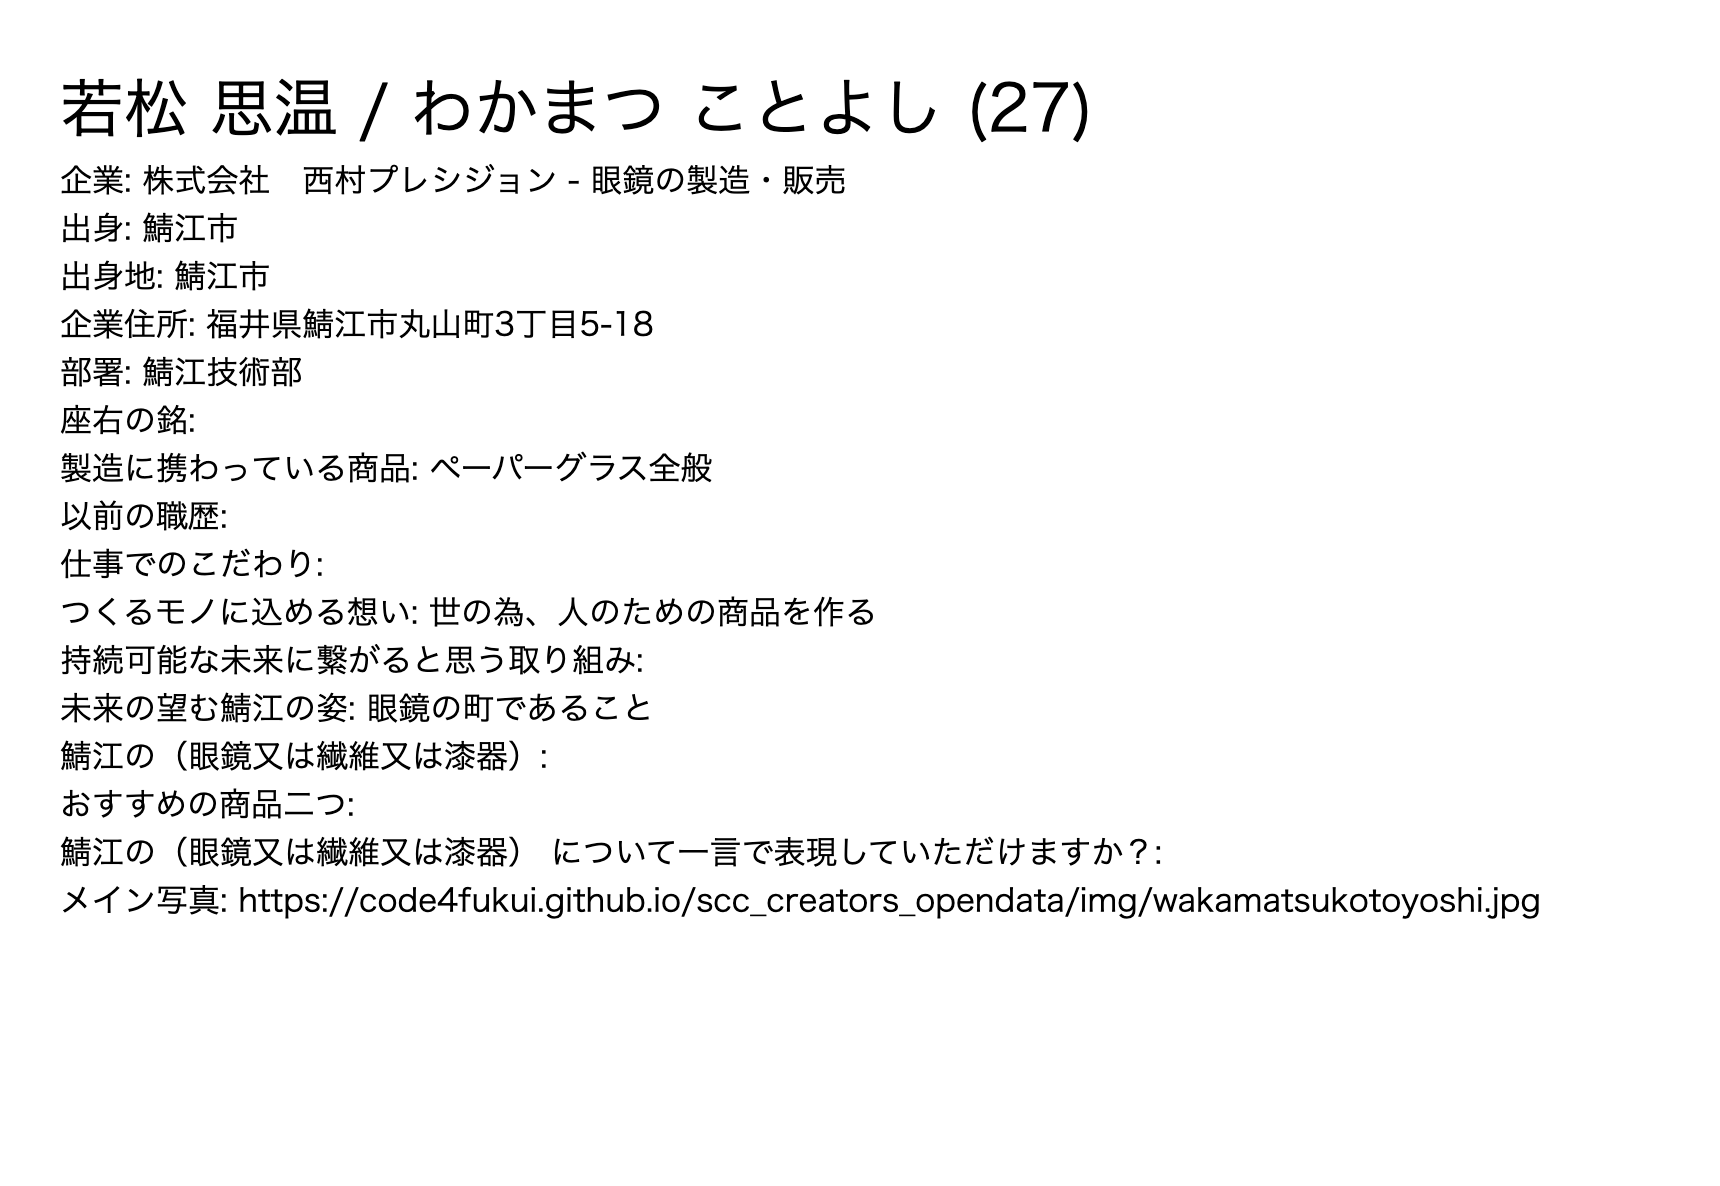 若松 思温 / わかまつ ことよし (27)
企業: 株式会社　西村プレシジョン - 眼鏡の製造・販売
出身: 鯖江市
出身地: 鯖江市
企業住所: 福井県鯖江市丸山町3丁目5-18
部署: 鯖江技術部
座右の銘:
製造に携わっている商品: ペーパーグラス全般
以前の職歴:
仕事でのこだわり:
つくるモノに込める想い: 世の為、人のための商品を作る
持続可能な未来に繋がると思う取り組み:
未来の望む鯖江の姿: 眼鏡の町であること
鯖江の（眼鏡又は繊維又は漆器）:
おすすめの商品二つ:
鯖江の（眼鏡又は繊維又は漆器） について一言で表現していただけますか？:
メイン写真: https://code4fukui.github.io/scc_creators_opendata/img/wakamatsukotoyoshi.jpg